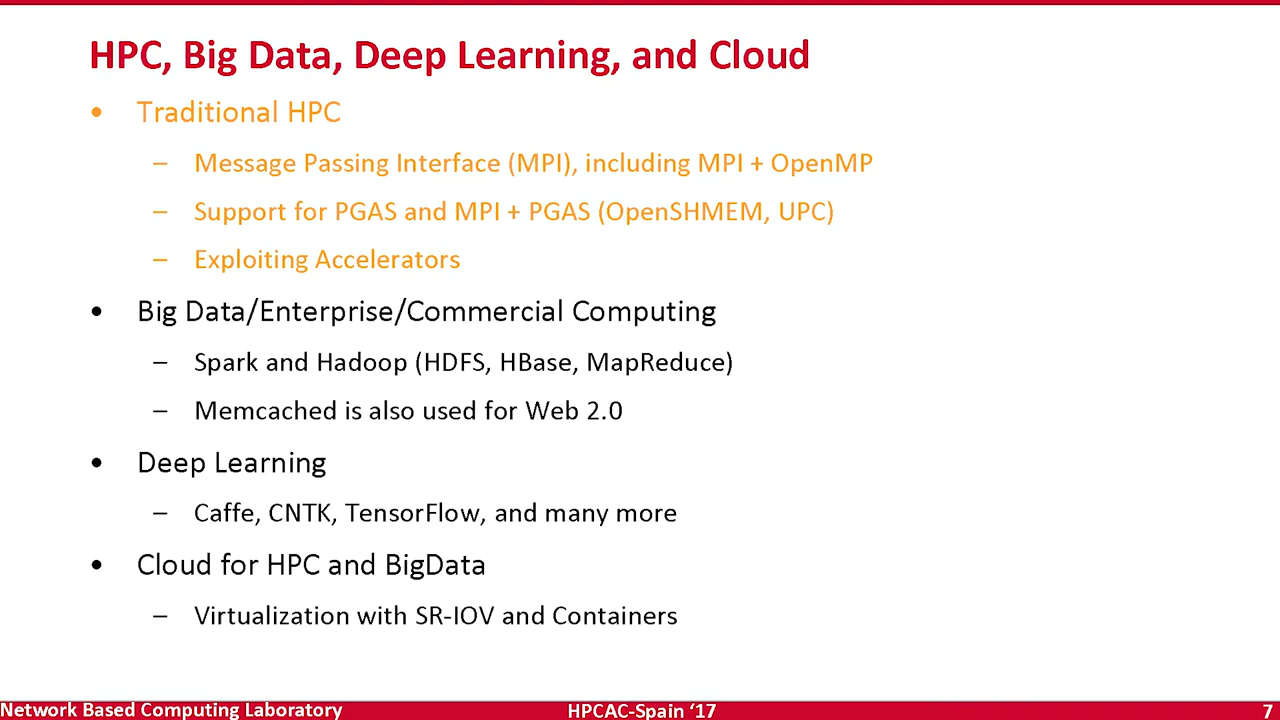 HPC, Big Data, Deep Learning, and Cloud
• Traditional HPC
– Message Passing Interface (MPI), including MPI + OpenMP
– Support for PGAS and MPI + PGAS (OpenSHMEM, UPC)
– Exploiting Accelerators
• Big Data/Enterprise/Commercial Computing
– Spark and Hadoop (HDFS, HBase, MapReduce)
– Memcached is also used for Web 2.0
• Deep Learning
– Caffe, CNTK, TensorFlow, and many more
• Cloud for HPC and BigData
– Virtualization with SR-IOV and Containers
Network Based Computing Laboratory
HPCAC-Spain ‘17
7